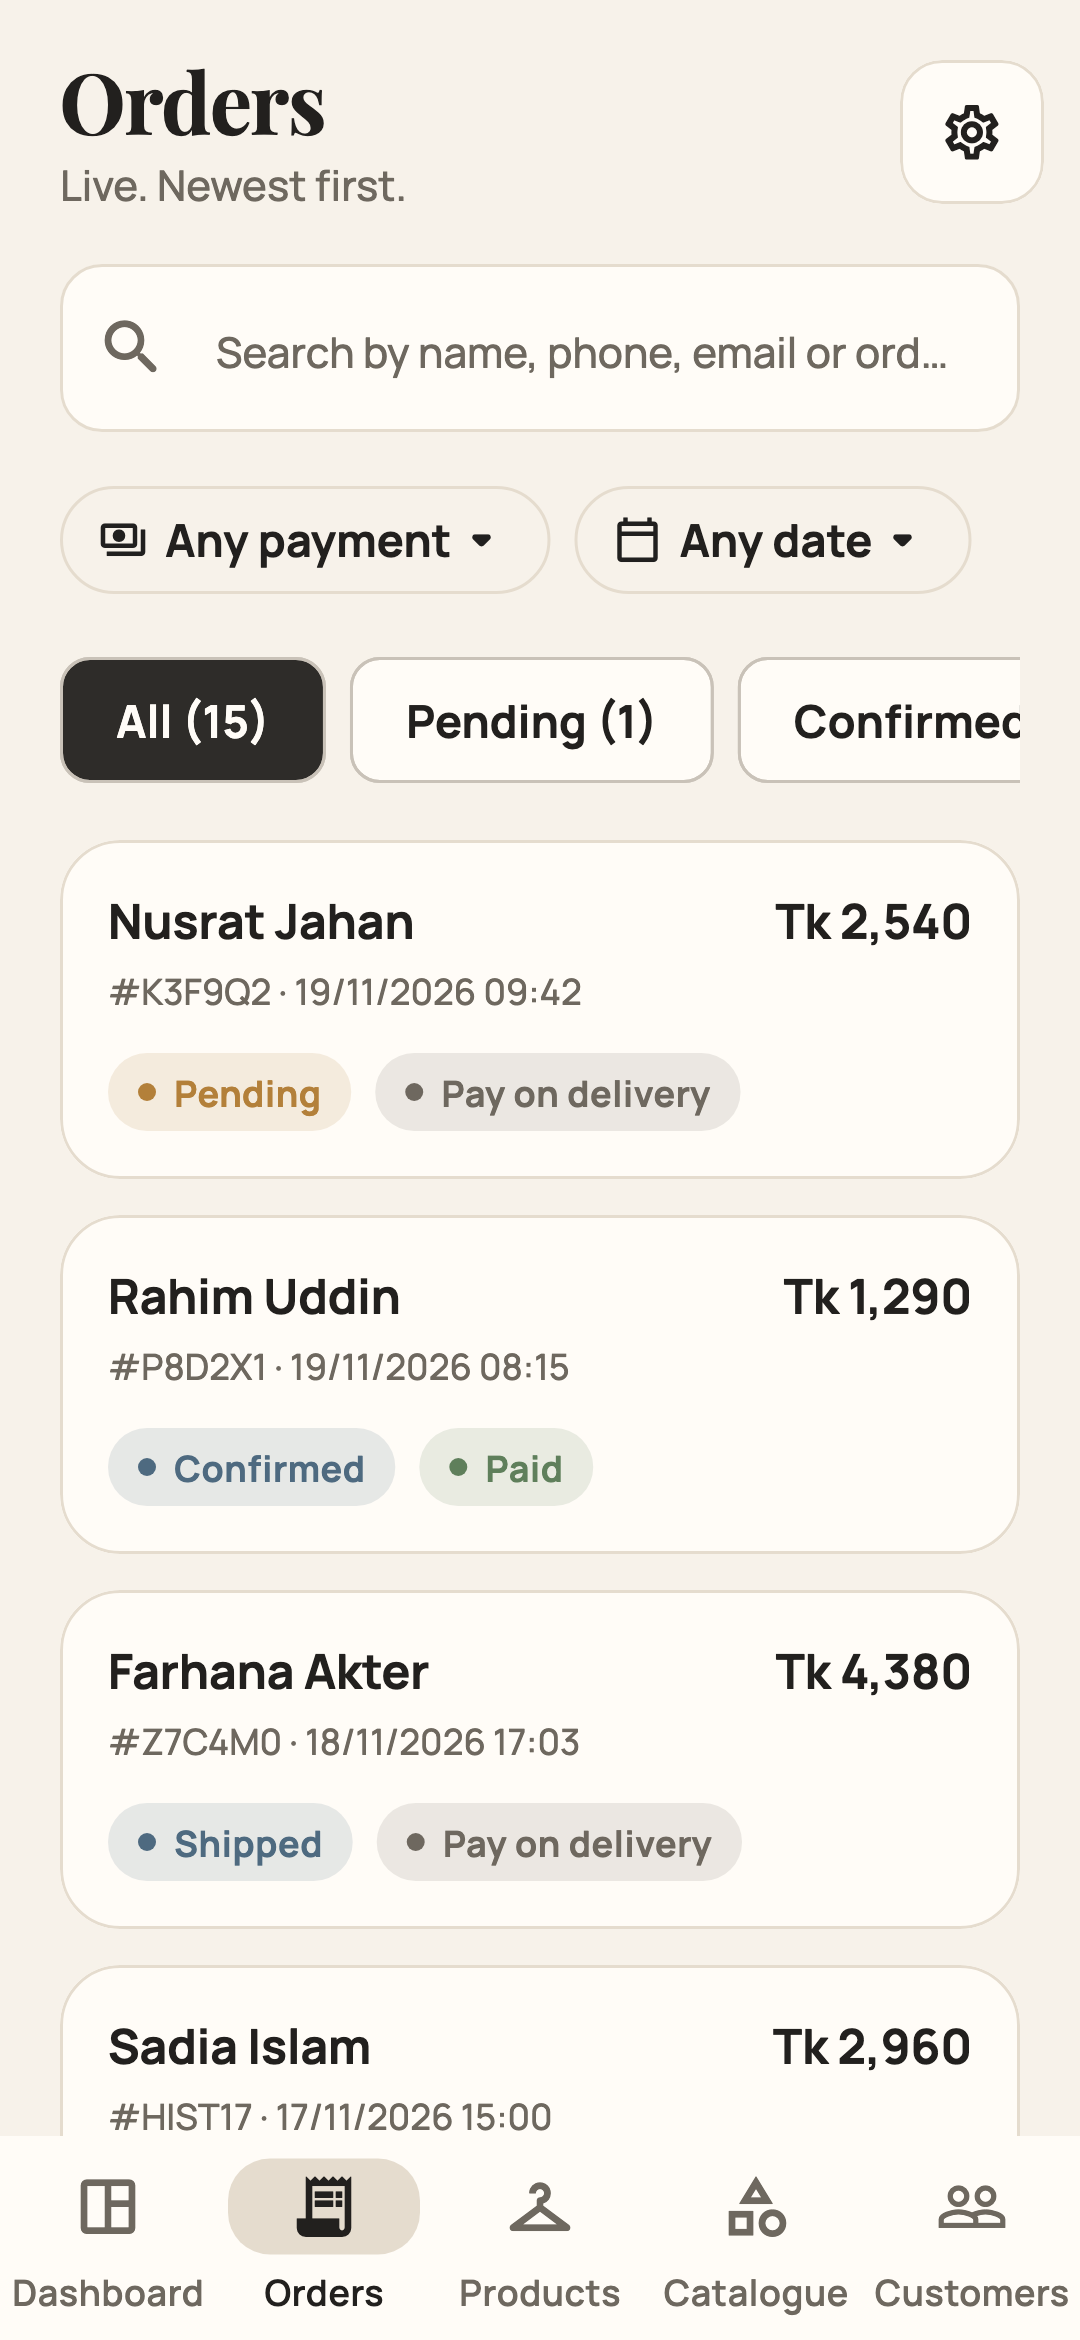 Orders
Live. Newest first.
Search by name, phone, email or ord...
Any payment
Any date
All (15)
Pending (1)
Confirmed
Nusrat Jahan
Tk 2,540
#K3F9Q2 · 19/11/2026 09:42
Pending
Pay on delivery
Rahim Uddin
Tk 1,290
#P8D2X1 · 19/11/2026 08:15
Confirmed
Paid
Farhana Akter
Tk 4,380
#Z7C4M0 · 18/11/2026 17:03
Shipped
Pay on delivery
Sadia Islam
Tk 2,960
#HIST17 · 17/11/2026 15:00
Dashboard
Orders
Products
Catalogue
Customers